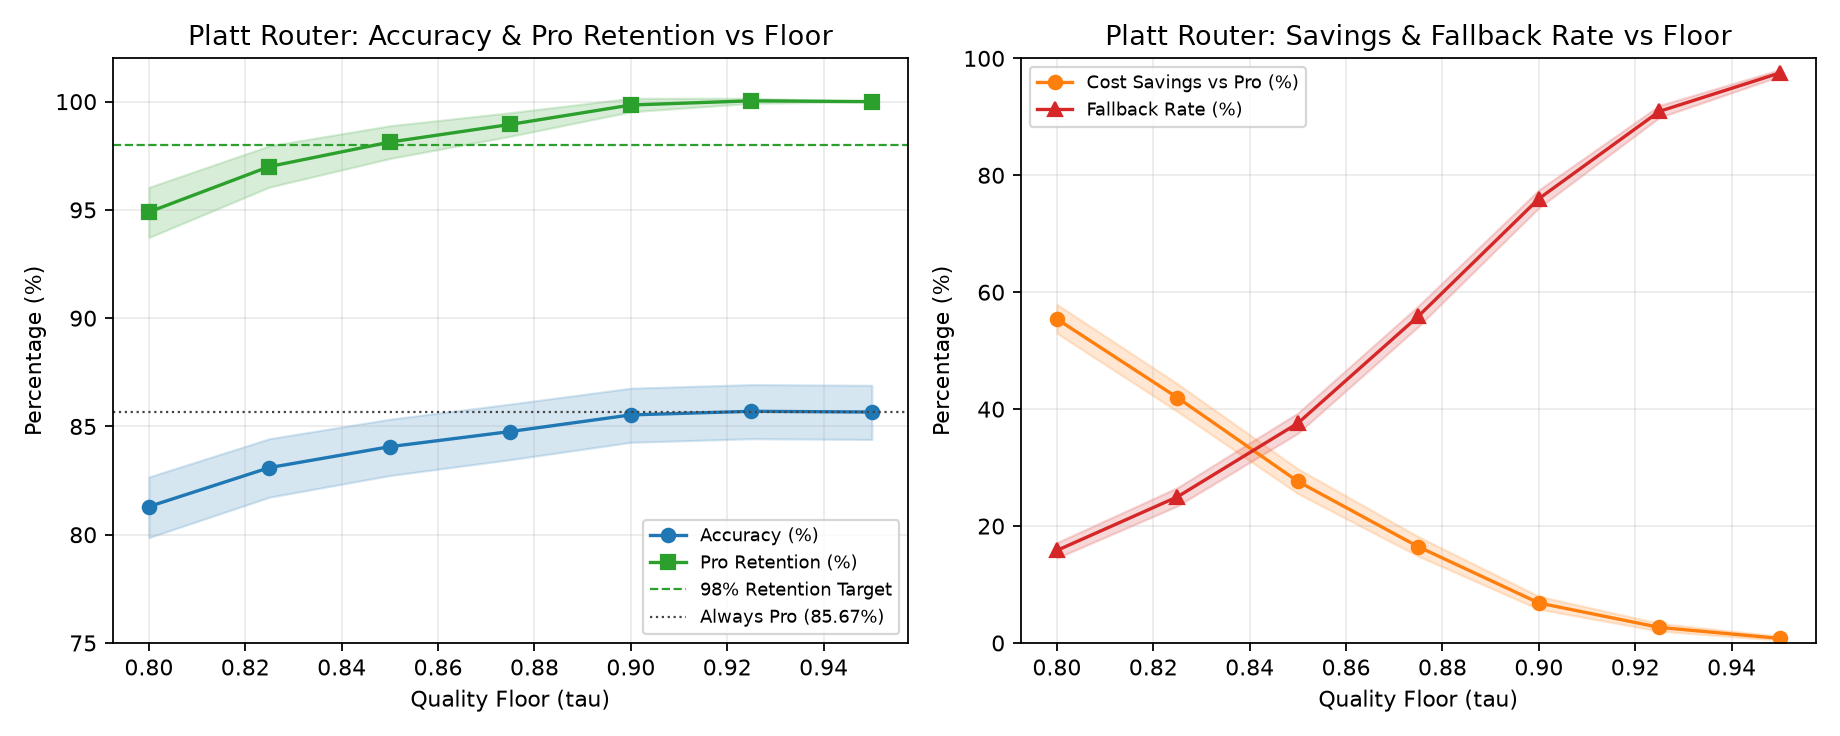 Platt Router: Accuracy & Pro Retention vs Floor
Percentage (%)
100
95
90
85
80
75
Accuracy (%)
Pro Retention (%)
98% Retention Target
Always Pro (85.67%)
0.80 0.82 0.84 0.86 0.88 0.90 0.92 0.94
Quality Floor (tau)
Platt Router: Savings & Fallback Rate vs Floor
Percentage (%)
100
80
60
40
20
0
Cost Savings vs Pro (%)
Fallback Rate (%)
0.80 0.82 0.84 0.86 0.88 0.90 0.92 0.94
Quality Floor (tau)